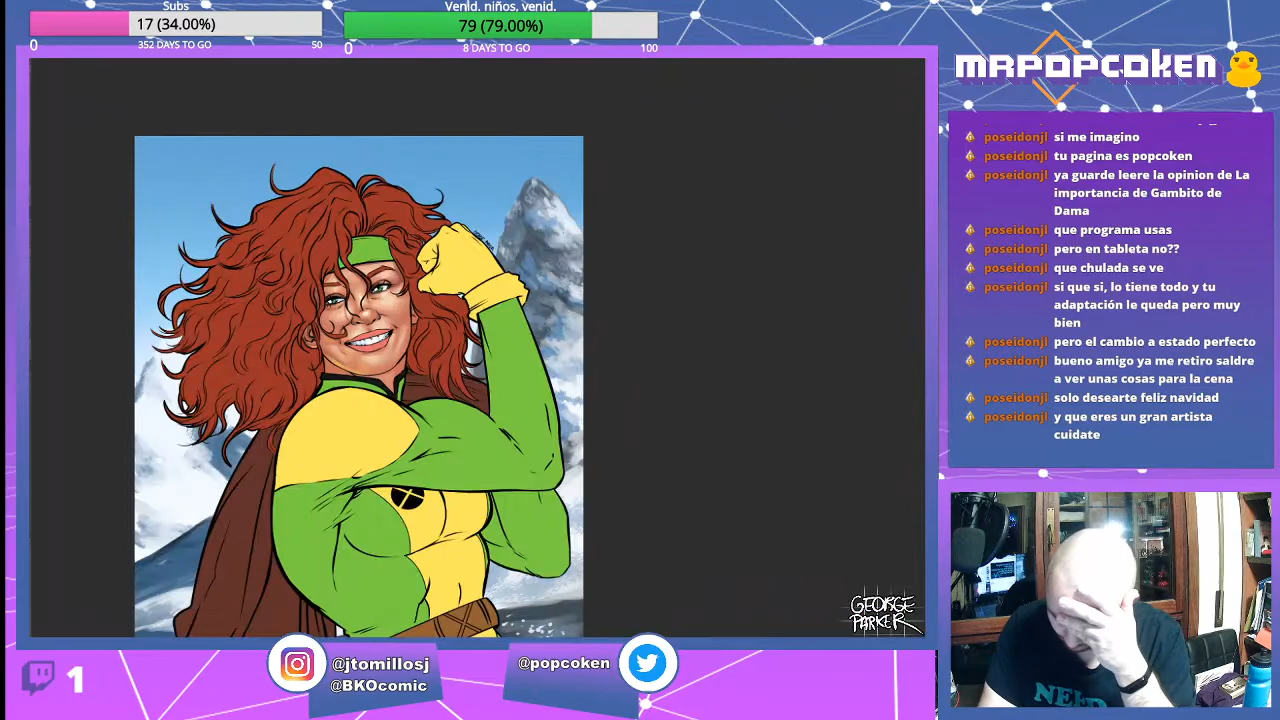 Subs
17 (34.00%)
0
352 DAYS TO GO
50
Venid, niños, venid.
79 (79.00%)
0
8 DAYS TO GO
100
MRPOPCOKEN
poseidonjl si me imagino
poseidonjl tu pagina es popcoken
poseidonjl ya guarde leere la opinion de La
importancia de Gambito de
Dama
poseidonjl que programa usas
poseidonjl pero en tableta no??
poseidonjl que chulada se ve
poseidonjl si que si, lo tiene todo y tu
adaptación le queda pero muy
bien
poseidonjl pero el cambio a estado perfecto
poseidonjl bueno amigo ya me retiro saldre
a ver unas cosas para la cena
poseidonjl solo desearte feliz navidad
poseidonjl y que eres un gran artista
cuidate
GEORGE
PARKER
1
@jtomillosj
@BKOcomic
@popcoken
NEED